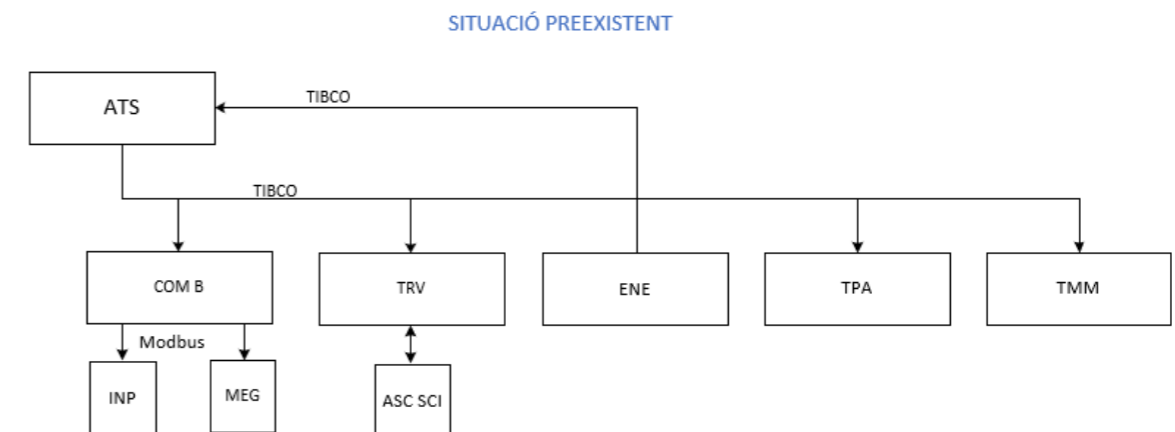 SITUACIÓ PREEXISTENT
TIBCO
ATS
TIBCO
COM B
TRV
ENE
TPA
TMM
Modbus
INP
MEG
ASC SCI